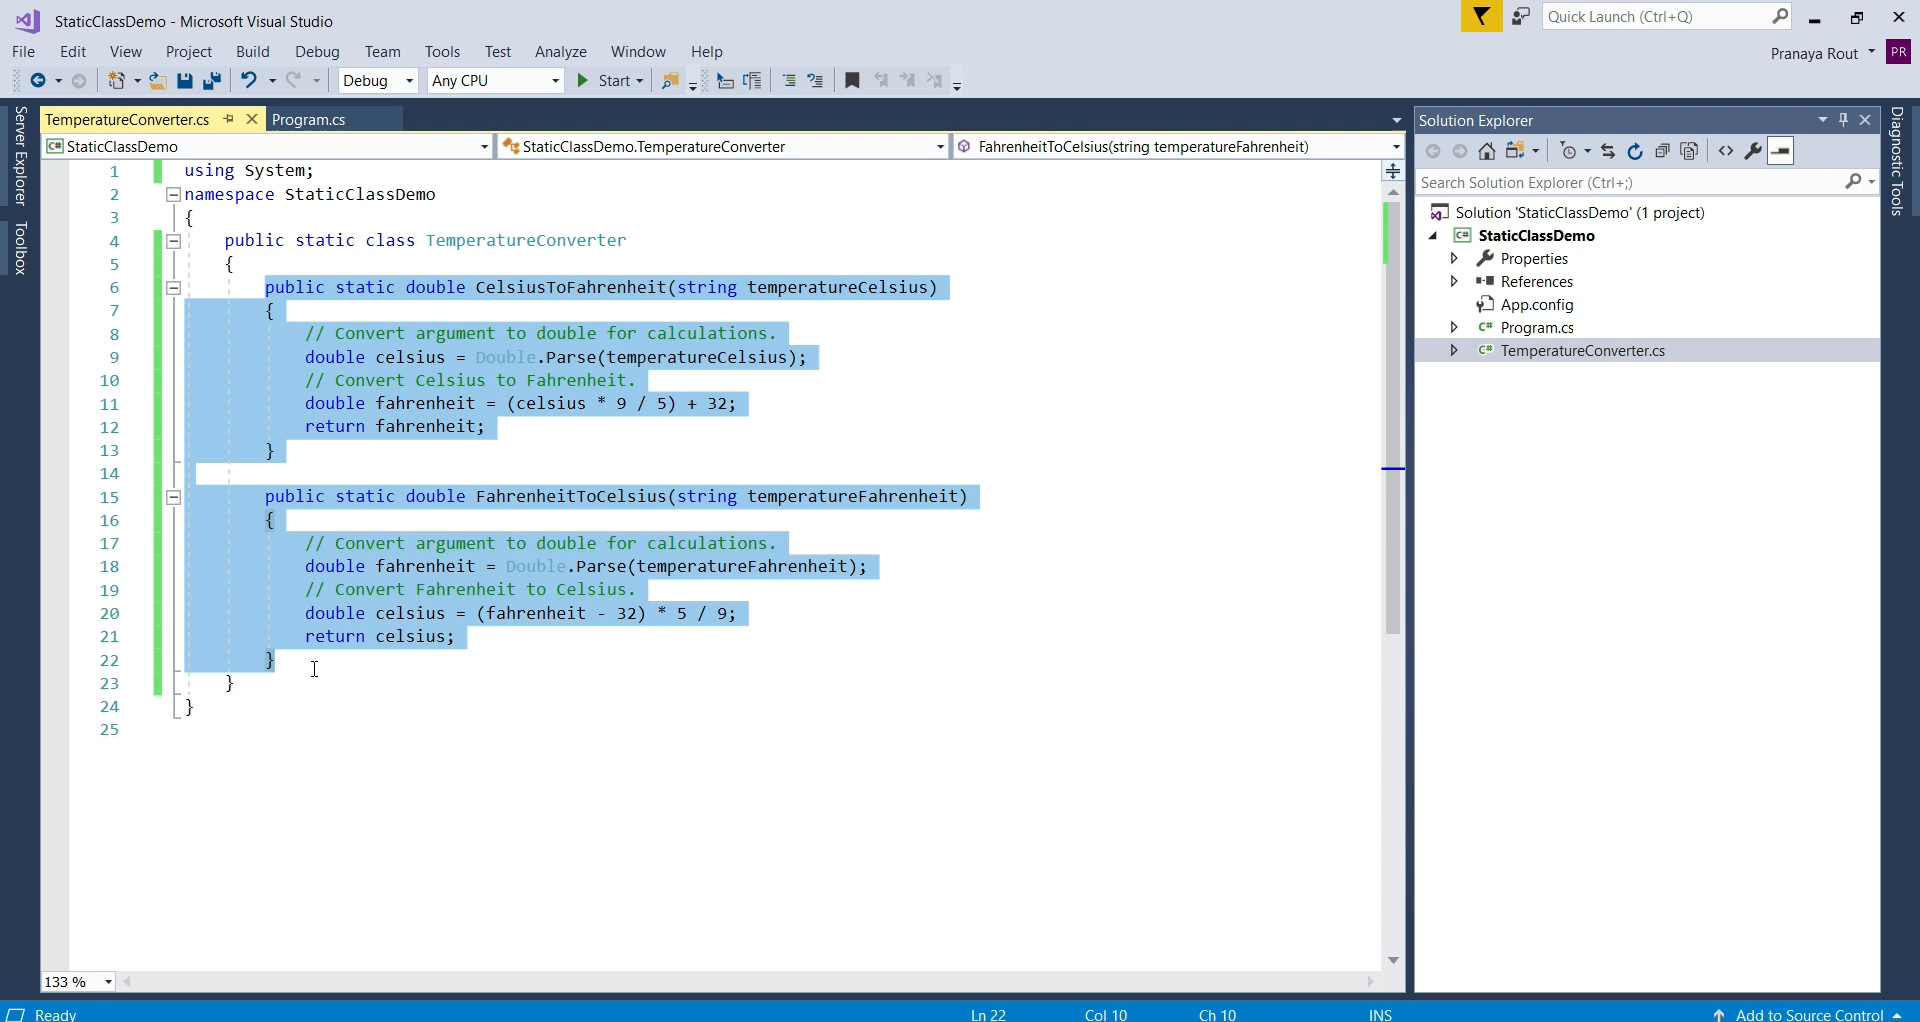 StaticClassDemo - Microsoft Visual Studio
Quick Launch (Ctrl+Q)
File Edit View Project Build Debug Team Tools Test Analyze Window Help
Pranaya Rout PR
Debug Any CPU Start
Server Explorer
Toolbox
TemperatureConverter.cs Program.cs
C# StaticClassDemo StaticClassDemo.TemperatureConverter FahrenheitToCelsius(string temperatureFahrenheit)
1 using System;
2 namespace StaticClassDemo
3 {
4 public static class TemperatureConverter
5 {
6 public static double CelsiusToFahrenheit(string temperatureCelsius)
7 {
8 // Convert argument to double for calculations.
9 double celsius = Double.Parse(temperatureCelsius);
10 // Convert Celsius to Fahrenheit.
11 double fahrenheit = (celsius * 9 / 5) + 32;
12 return fahrenheit;
13 }
14
15 public static double FahrenheitToCelsius(string temperatureFahrenheit)
16 {
17 // Convert argument to double for calculations.
18 double fahrenheit = Double.Parse(temperatureFahrenheit);
19 // Convert Fahrenheit to Celsius.
20 double celsius = (fahrenheit - 32) * 5 / 9;
21 return celsius;
22 }
23 }
24 }
25
133 %
Solution Explorer
Search Solution Explorer (Ctrl+;)
Solution 'StaticClassDemo' (1 project)
C# StaticClassDemo
Properties
References
App.config
C# Program.cs
C# TemperatureConverter.cs
Diagnostic Tools
Ready Ln 22 Col 10 Ch 10 INS Add to Source Control